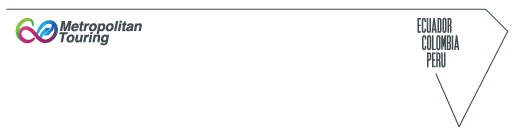 Metropolitan
Touring
ECUADOR
COLOMBIA
PERU